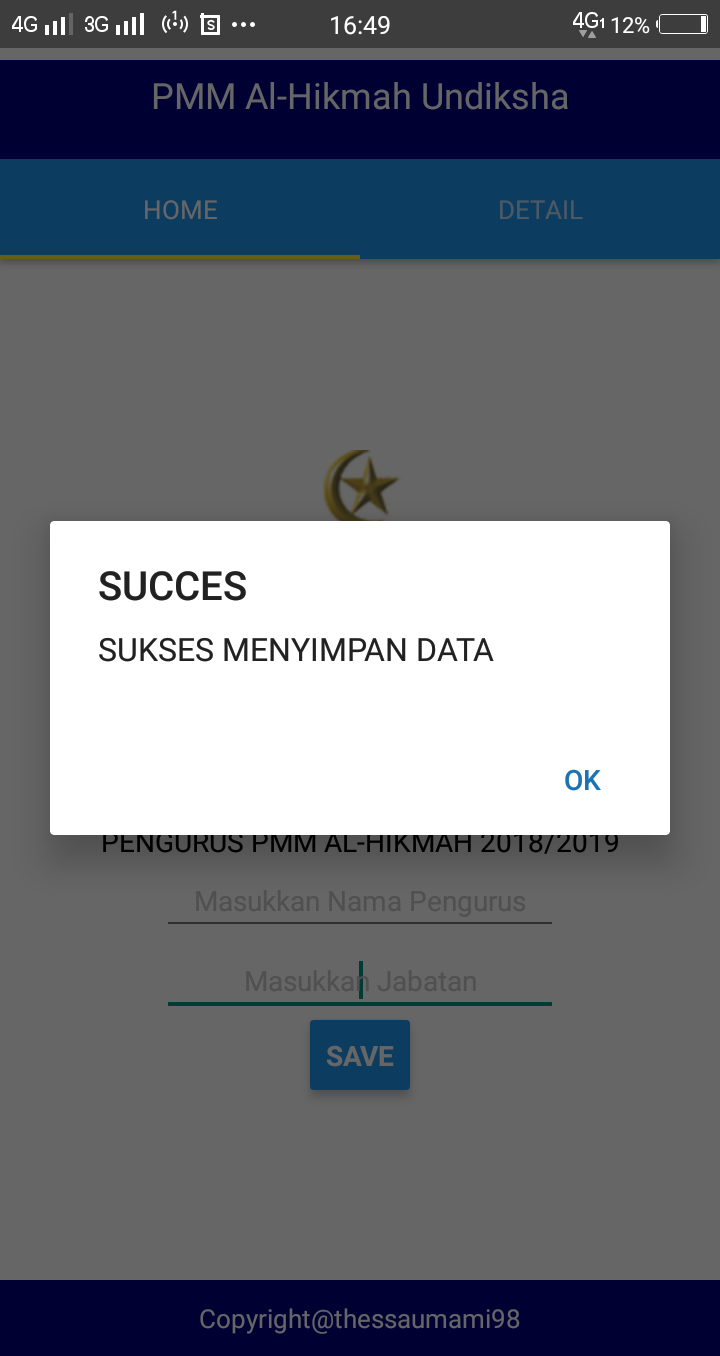 4G 3G 16:49 4G1 12%
PMM Al-Hikmah Undiksha
HOME DETAIL
SUCCES
SUKSES MENYIMPAN DATA
OK
PENGURUS PMM AL-HIKMAH 2018/2019
Masukkan Nama Pengurus
Masukkan Jabatan
SAVE
Copyright@thessaumami98